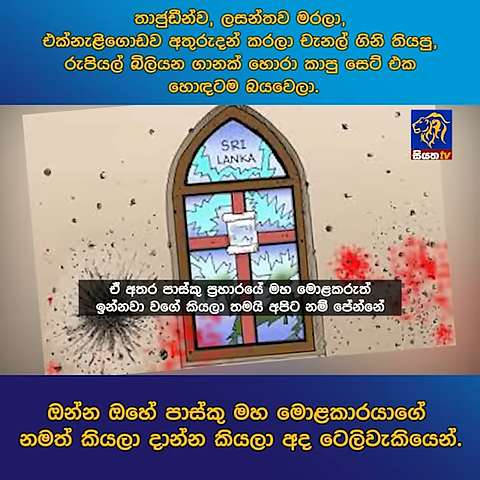 තාජුඩීන්ව, ලසන්තව මරලා,
එක්නැළිගොඩව අතුරුදන් කරලා චැනල් ගිනි තියපු,
රුපියල් බිලියන ගානක් හොරා කාපු සෙට් එක
හොඳටම බයවෙලා.
සියත tv
SRI
LANKA
ඒ අතර පාස්කු ප්‍රහාරයේ මහ මොළකරුත්
ඉන්නවා වගේ කියලා තමයි අපිට නම් පේන්නේ
ඔන්න ඔහේ පාස්කු මහ මොළකාරයාගේ
නමත් කියලා දාන්න කියලා අද ටෙලිවැකියෙන්.